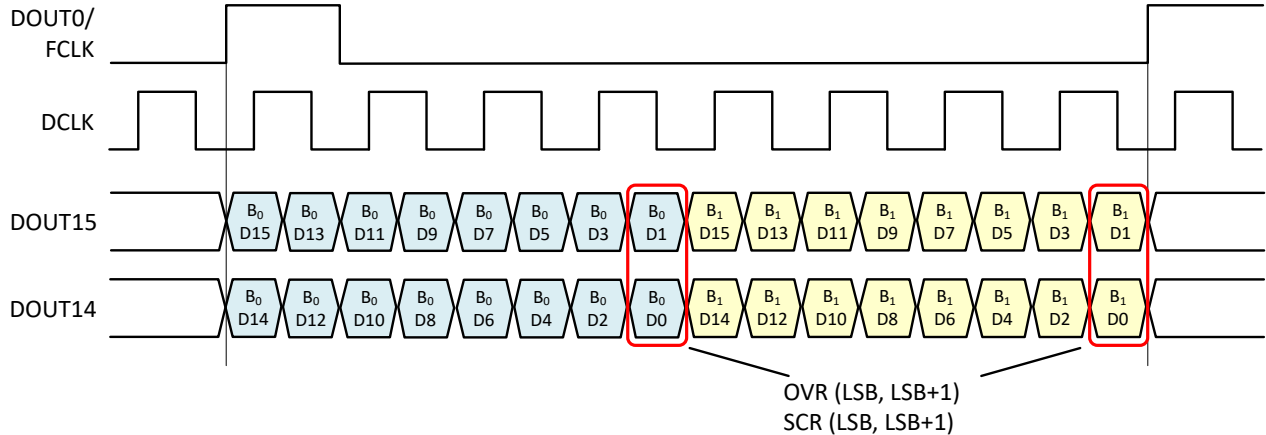 DOUT0/
FCLK
DCLK
DOUT15
B₀ B₀ B₀ B₀ B₀ B₀ B₀ B₀ B₁ B₁ B₁ B₁ B₁ B₁ B₁ B₁
D15 D13 D11 D9 D7 D5 D3 D1 D15 D13 D11 D9 D7 D5 D3 D1
DOUT14
B₀ B₀ B₀ B₀ B₀ B₀ B₀ B₀ B₁ B₁ B₁ B₁ B₁ B₁ B₁ B₁
D14 D12 D10 D8 D6 D4 D2 D0 D14 D12 D10 D8 D6 D4 D2 D0
OVR (LSB, LSB+1)
SCR (LSB, LSB+1)